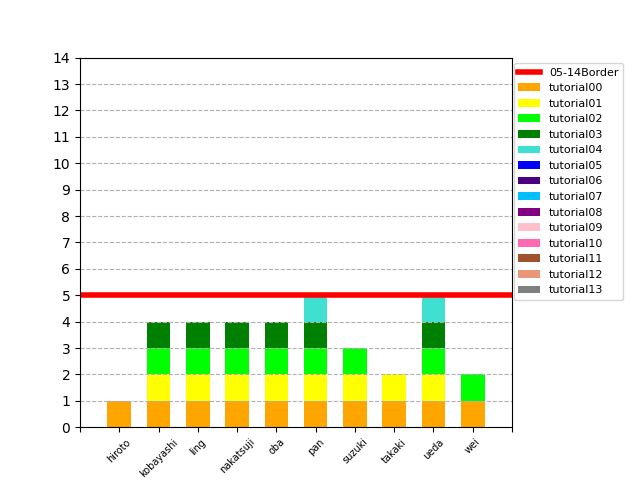 14
13
12
11
10
9
8
7
6
5
4
3
2
1
0
hiroto
kobayashi
ling
nakatsuji
oba
pan
suzuki
takaki
ueda
wei
05-14Border
tutorial00
tutorial01
tutorial02
tutorial03
tutorial04
tutorial05
tutorial06
tutorial07
tutorial08
tutorial09
tutorial10
tutorial11
tutorial12
tutorial13